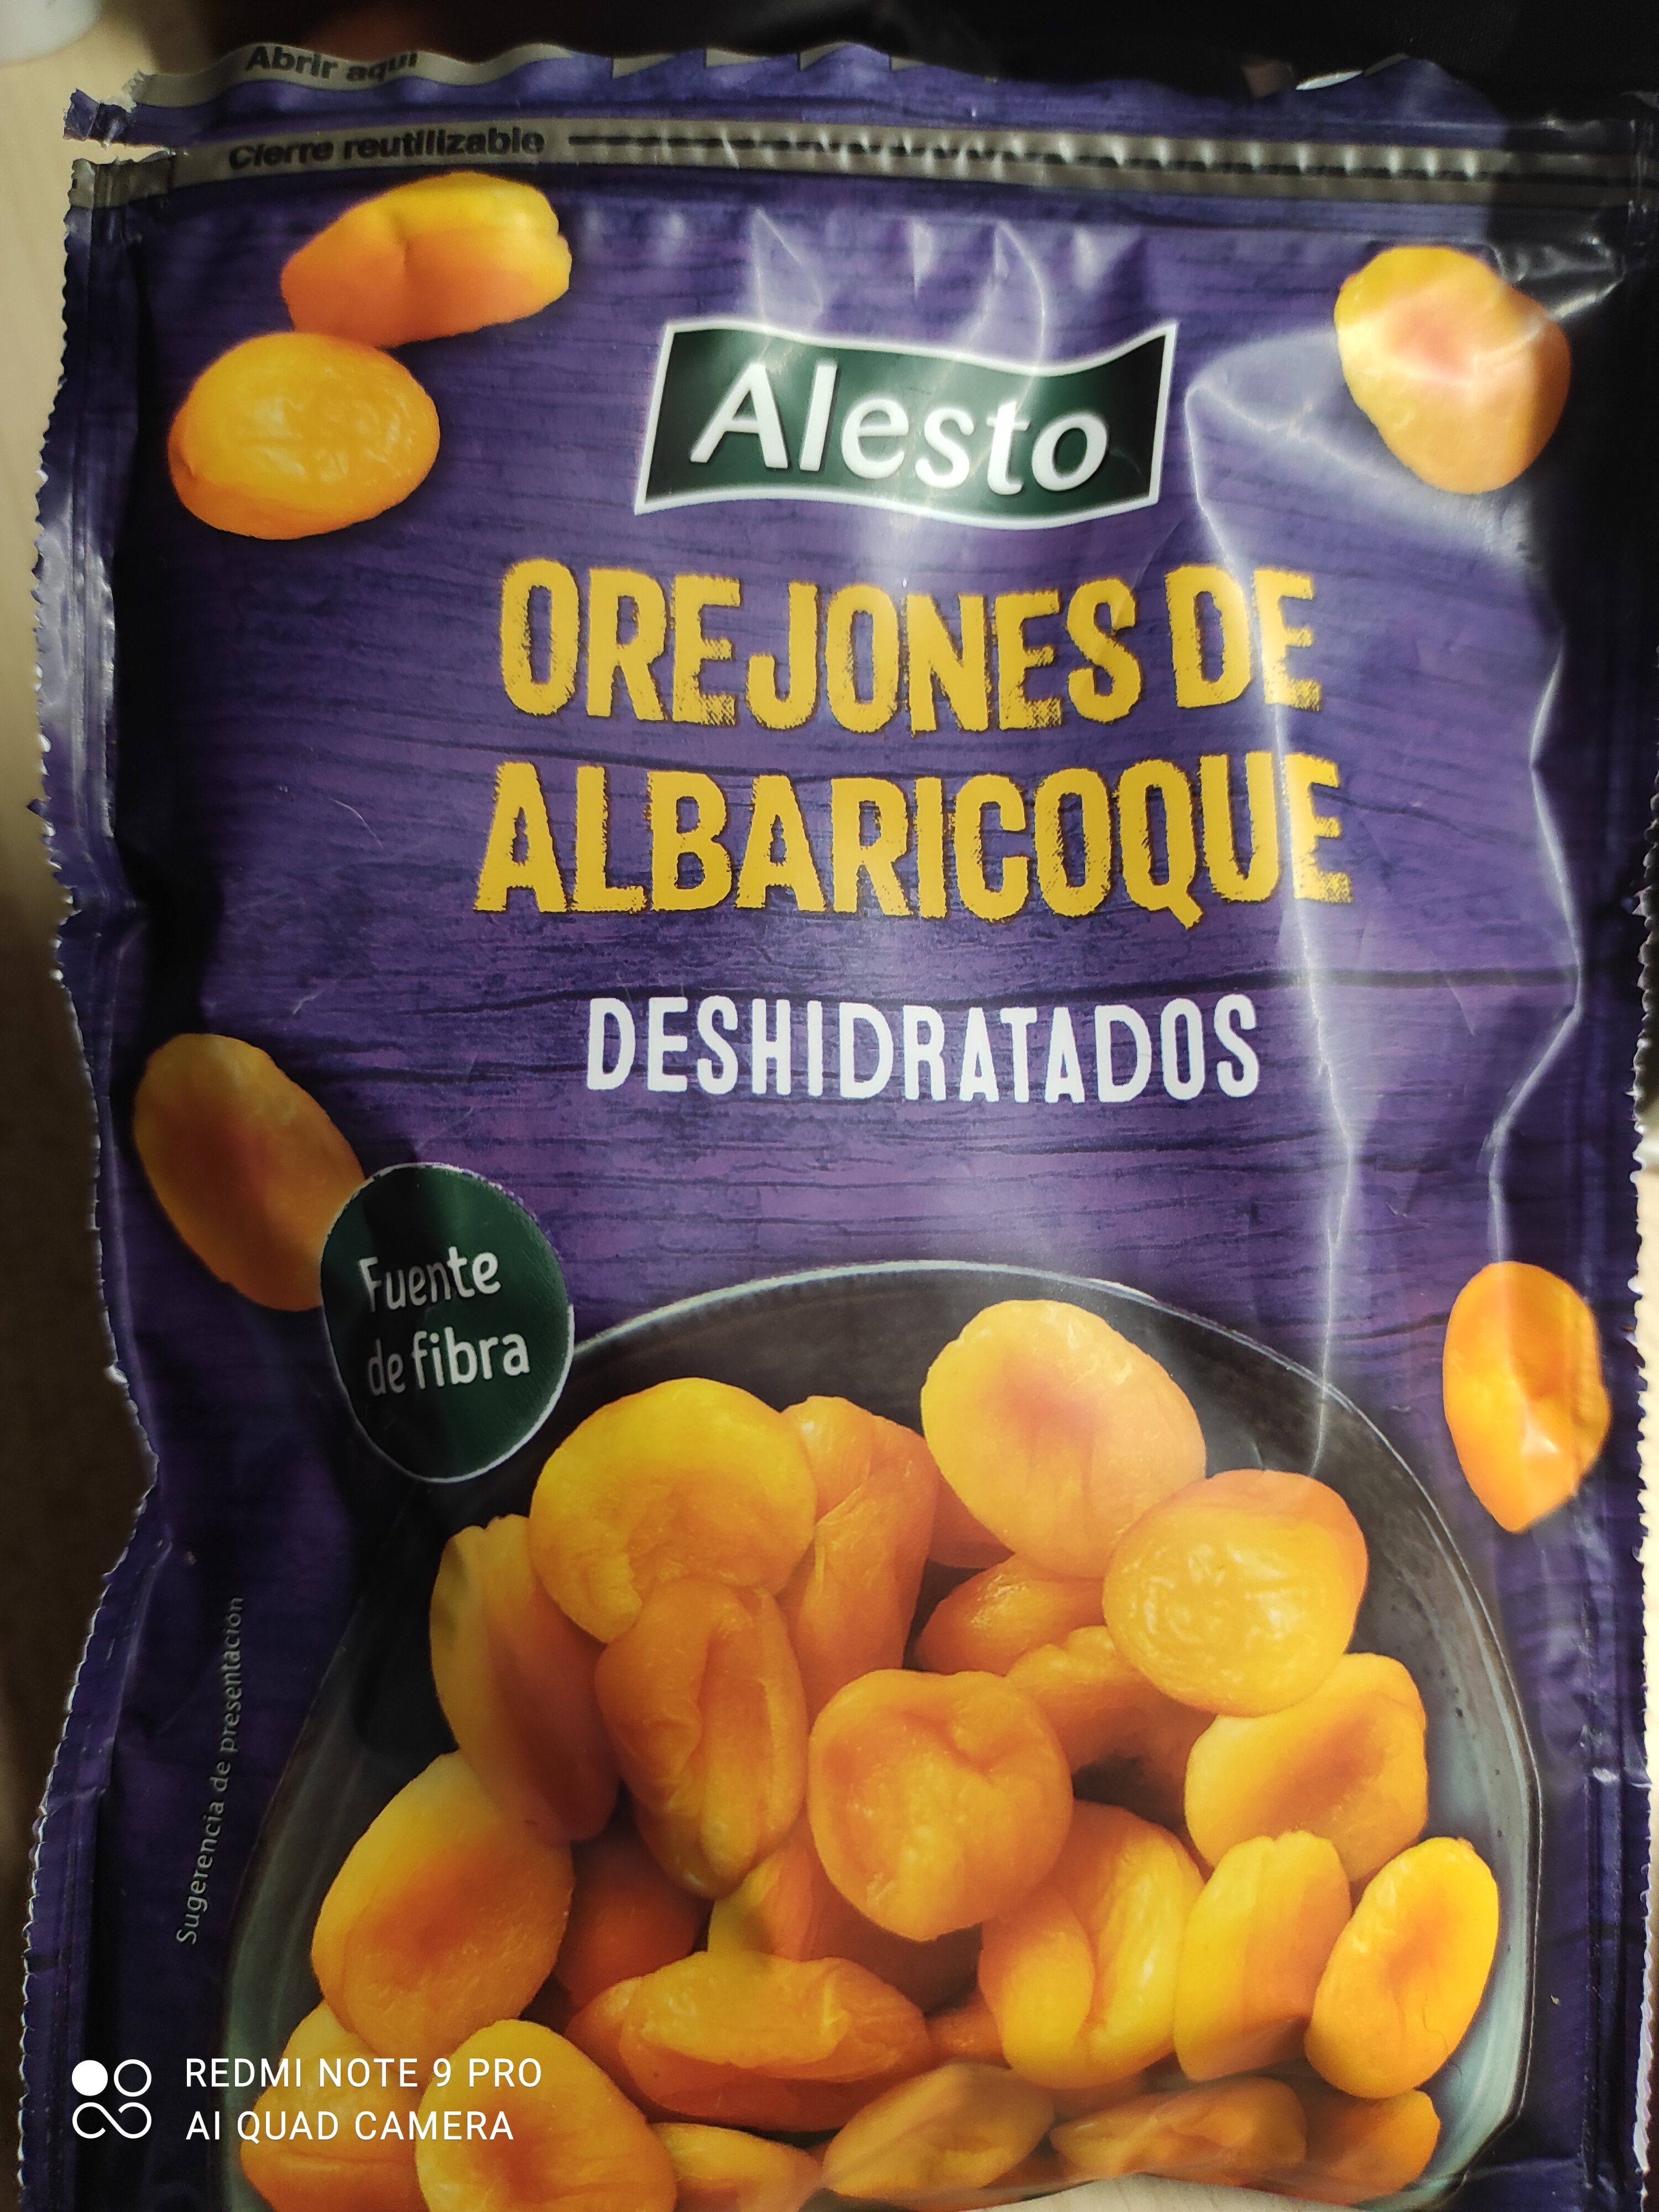 Abrir aquí
Cierre reutilizable
Alesto
OREJONES DE
ALBARICOQUE
DESHIDRATADOS
Fuente
de fibra
Sugerencia de presentación
REDMI NOTE 9 PRO
AI QUAD CAMERA